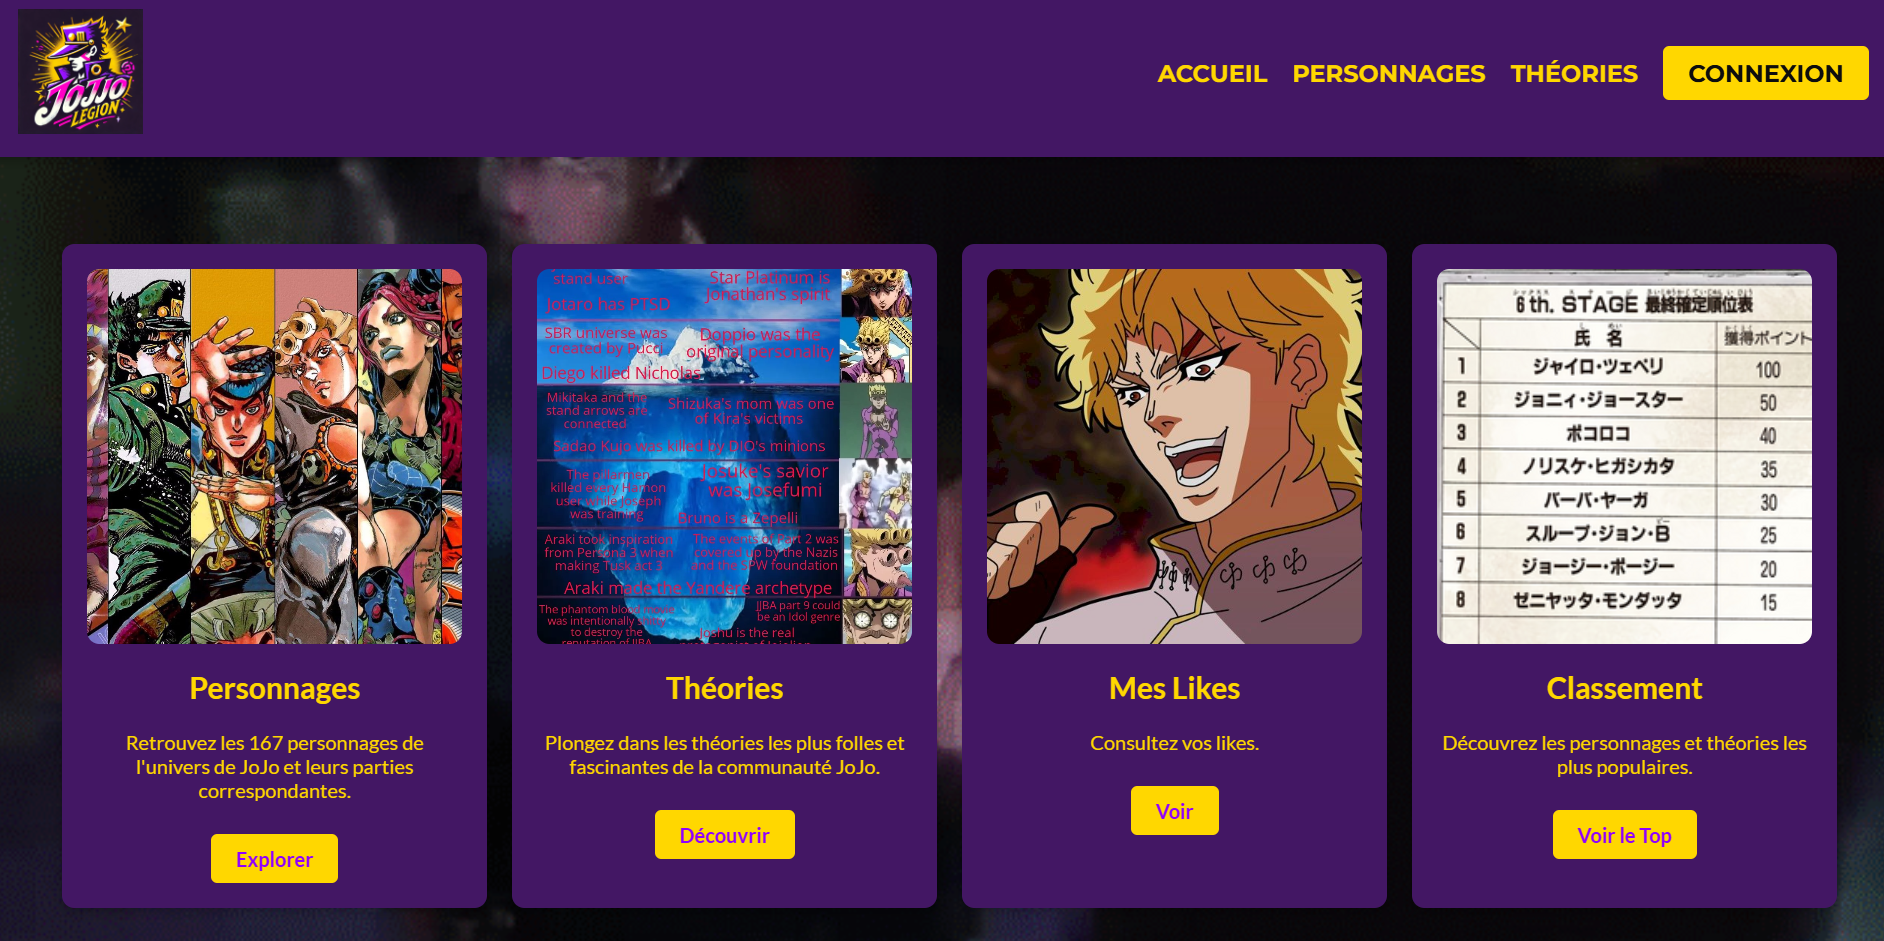 JOJJO
LEGION
ACCUEIL
PERSONNAGES
THÉORIES
CONNEXION
stand user
Star Platinum is
Jonathan's spirit
Jotaro has PTSD
SBR universe was
created by Pucci
Doppio was the
original personality
Diego killed Nicholas
Mikitaka and the
stand arrows are
connected
Shizuka's mom was one
of Kira's victims
Sadao Kujo was killed by DIO's minions
The pillarmen
killed every Hamon
user while Joseph
was training
Josuke's savior
was Josefumi
Bruno is a Zepelli
Araki took inspiration
from Persona 3 when
making Tusk act 3
The events of Part 2 was
covered up by the Nazis
and the SPW foundation
Araki made the Yandere archetype
The phantom blood movie
was intentionally
to destroy the
reputation of JJBA
JJBA part 9 could
be an Idol genre
Joshu is the real
6th. STAGE 最終確定順位表
氏名
獲得ポイント
1 ジャイロ・ツェペリ 100
2 ジョニィ・ジョースター 50
3 ポコロコ 40
4 ノリスケ・ヒガシカタ 35
5 バーバ・ヤーガ 30
6 スループ・ジョン・B 25
7 ジョージー・ポージー 20
8 ゼニヤッタ・モンダッタ 15
Personnages
Retrouvez les 167 personnages de
l'univers de JoJo et leurs parties
correspondantes.
Explorer
Théories
Plongez dans les théories les plus folles et
fascinantes de la communauté JoJo.
Découvrir
Mes Likes
Consultez vos likes.
Voir
Classement
Découvrez les personnages et théories les
plus populaires.
Voir le Top